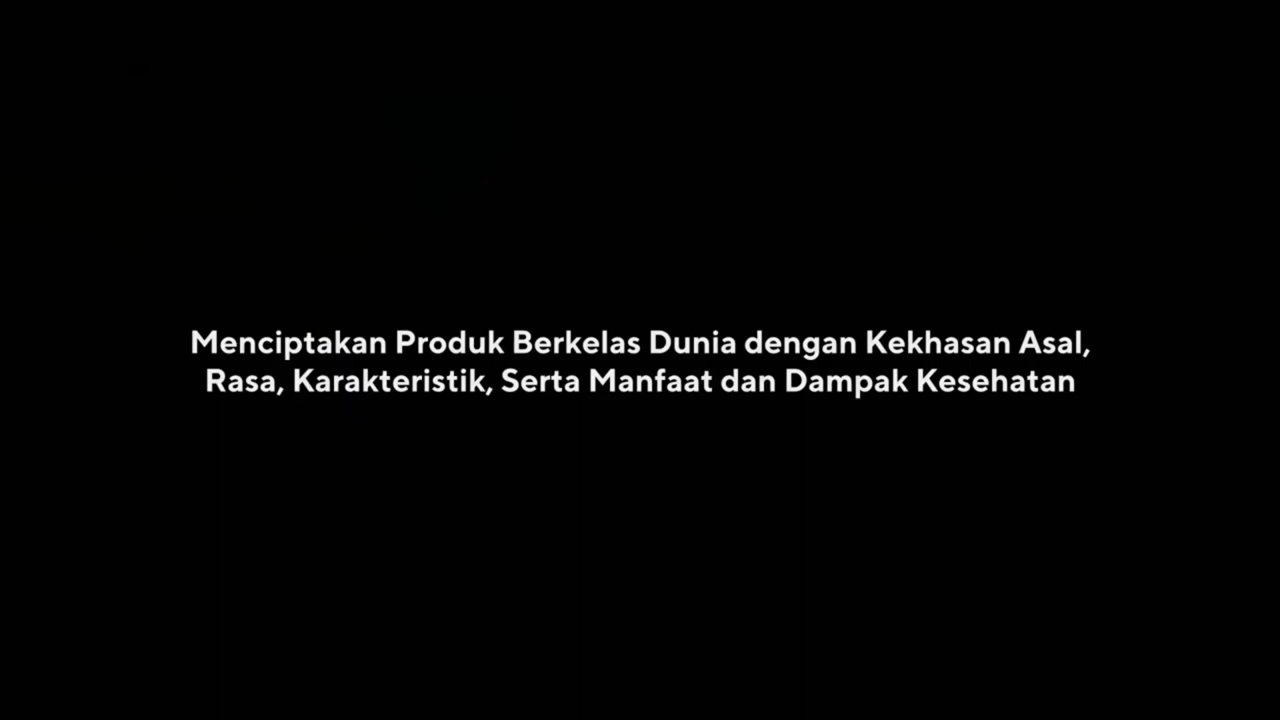 Menciptakan Produk Berkelas Dunia dengan Kekhasan Asal,
Rasa, Karakteristik, Serta Manfaat dan Dampak Kesehatan